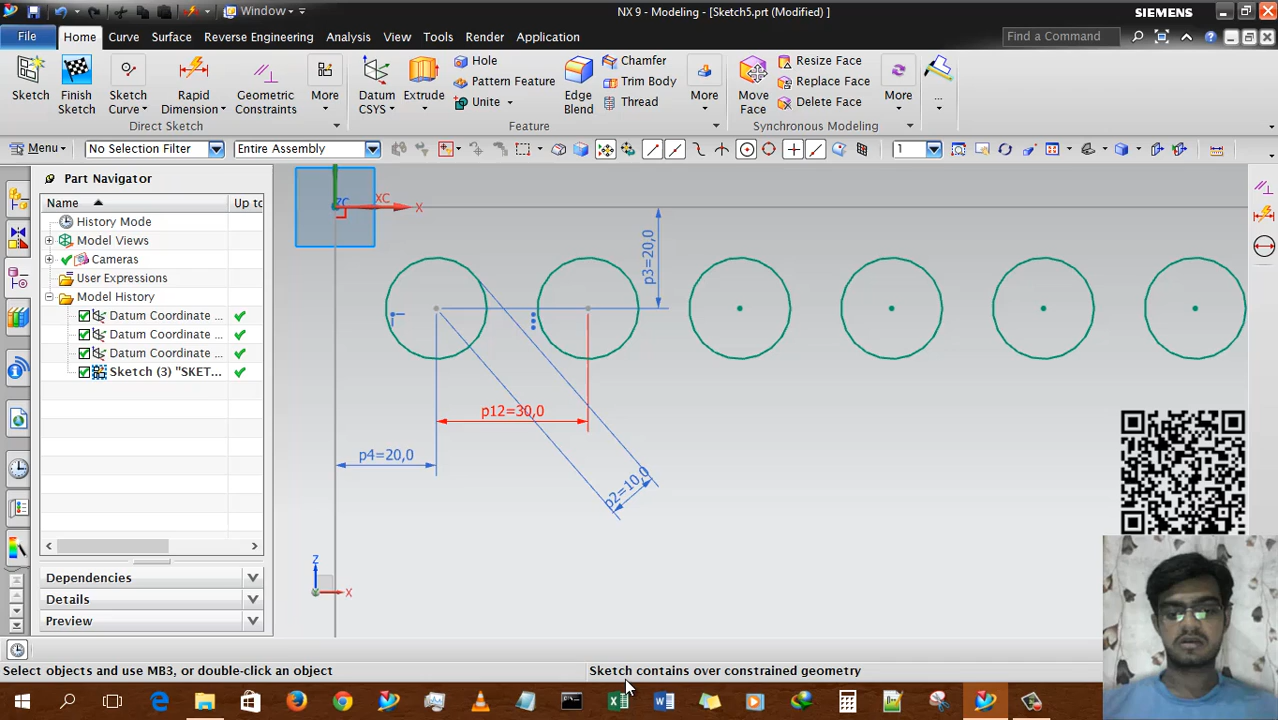 Window
NX 9 - Modeling - [Sketch5.prt (Modified) ]
SIEMENS
File Home Curve Surface Reverse Engineering Analysis View Tools Render Application
Find a Command
Sketch
Finish Sketch
Sketch Curve
Rapid Dimension
Geometric Constraints
More
Direct Sketch
Datum CSYS
Extrude
Hole
Pattern Feature
Unite
Edge Blend
Chamfer
Trim Body
Thread
More
Feature
Move Face
Resize Face
Replace Face
Delete Face
More
Synchronous Modeling
...
Menu
No Selection Filter
Entire Assembly
1
Part Navigator
Name Up to
History Mode
Model Views
Cameras
User Expressions
Model History
Datum Coordinate ...
Datum Coordinate ...
Datum Coordinate ...
Sketch (3) "SKET...
Dependencies
Details
Preview
ZC
XC
X
p3=20,0
p12=30,0
p4=20,0
p2=10,0
Z
X
Select objects and use MB3, or double-click an object
Sketch contains over constrained geometry